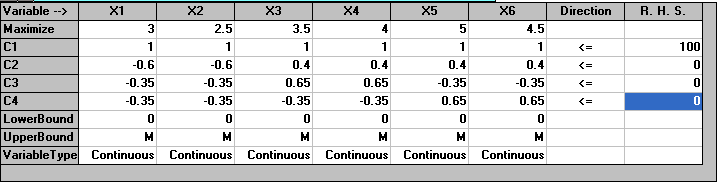 Variable --> X1 X2 X3 X4 X5 X6 Direction R. H. S.
Maximize 3 2.5 3.5 4 5 4.5
C1 1 1 1 1 1 1 <= 100
C2 -0.6 -0.6 0.4 0.4 0.4 0.4 <= 0
C3 -0.35 -0.35 0.65 0.65 -0.35 -0.35 <= 0
C4 -0.35 -0.35 -0.35 -0.35 0.65 0.65 <= 0
LowerBound 0 0 0 0 0 0
UpperBound M M M M M M
VariableType Continuous Continuous Continuous Continuous Continuous Continuous